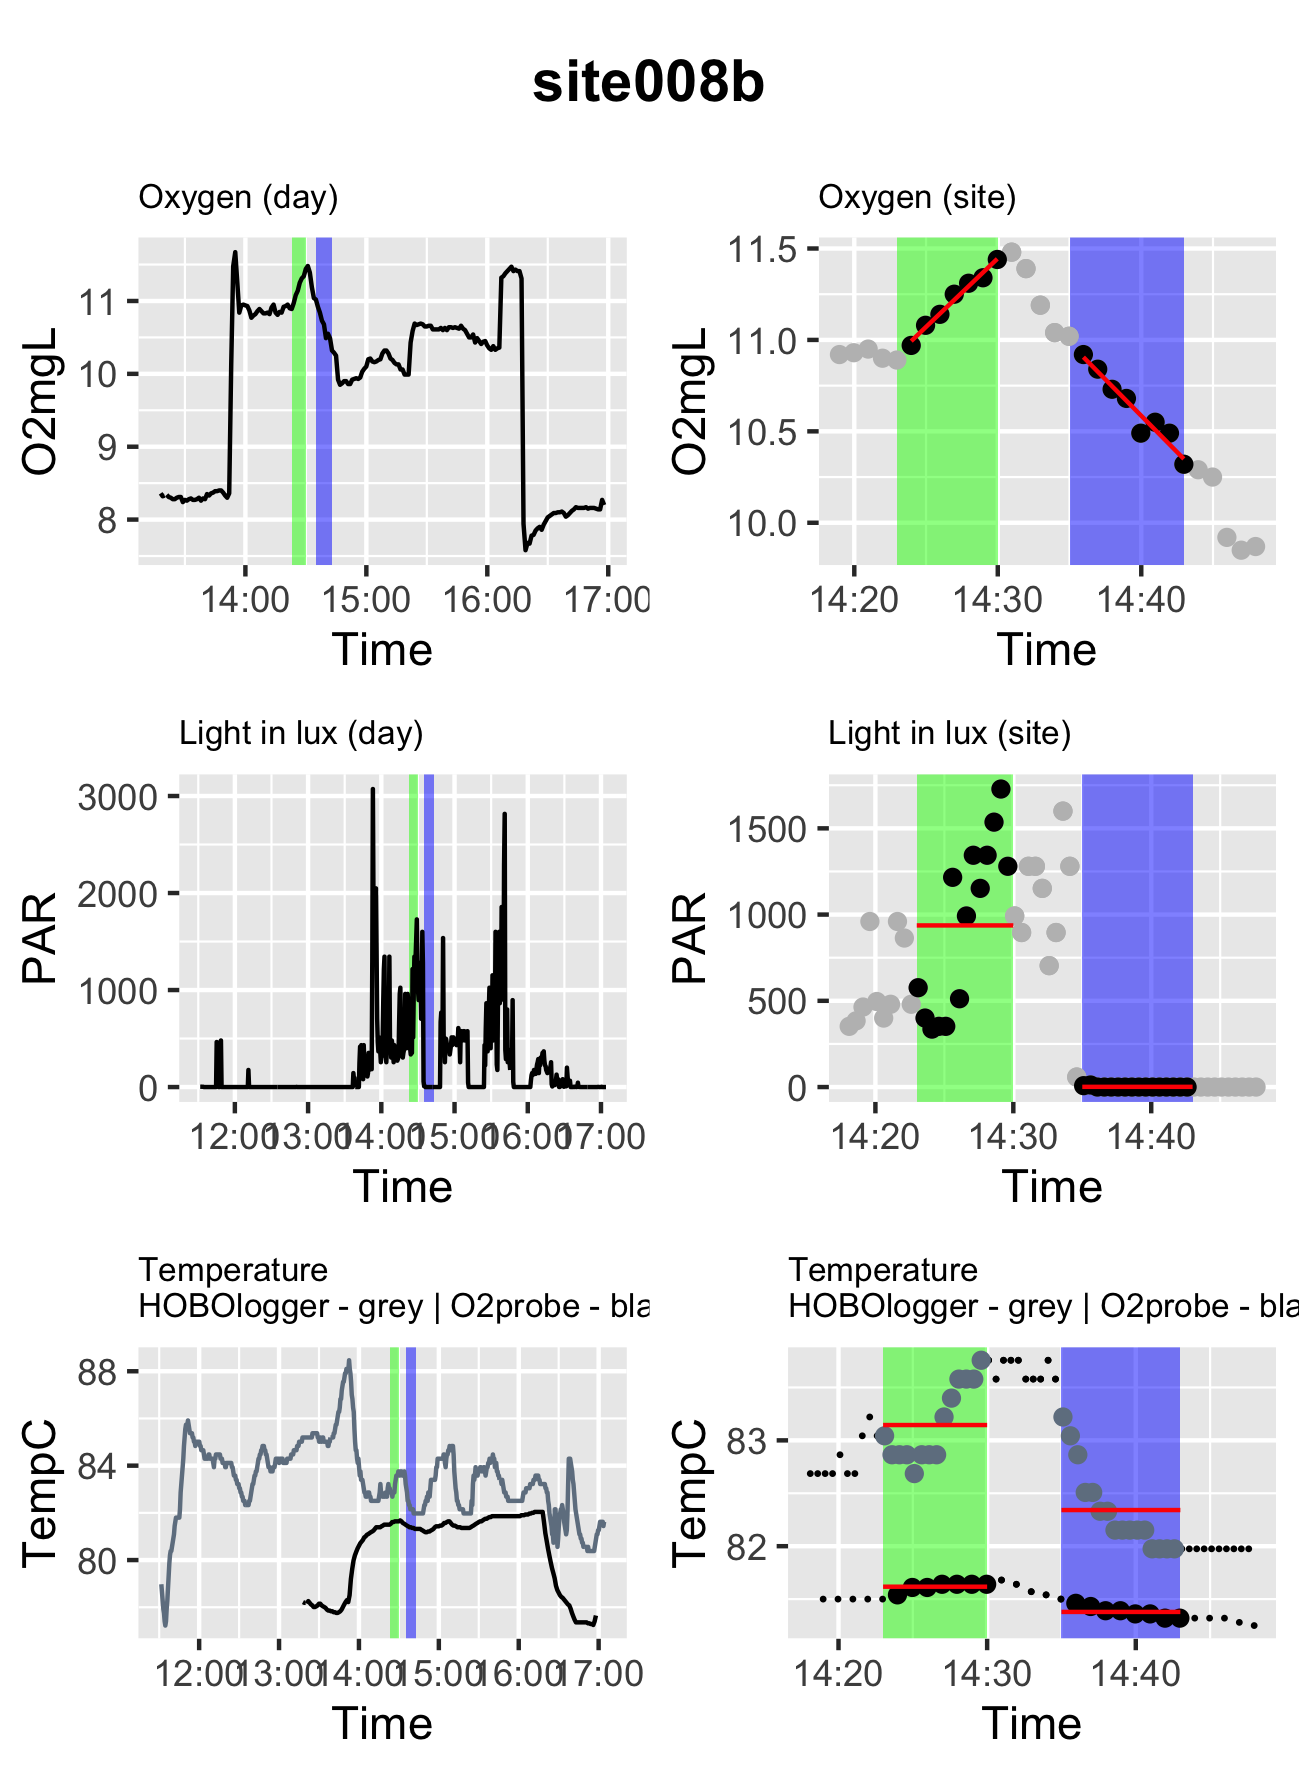 site008b
Oxygen (day)
O2mgL
11
10
9
8
14:00 15:00 16:00 17:00
Time
Oxygen (site)
O2mgL
11.5
11.0
10.5
10.0
14:20 14:30 14:40
Time
Light in lux (day)
PAR
3000
2000
1000
0
12:00 13:00 14:00 15:00 16:00 17:00
Time
Light in lux (site)
PAR
1500
1000
500
0
14:20 14:30 14:40
Time
Temperature
HOBOlogger - grey | O2probe - bla
TempC
88
84
80
12:00 13:00 14:00 15:00 16:00 17:00
Time
Temperature
HOBOlogger - grey | O2probe - bla
TempC
83
82
14:20 14:30 14:40
Time